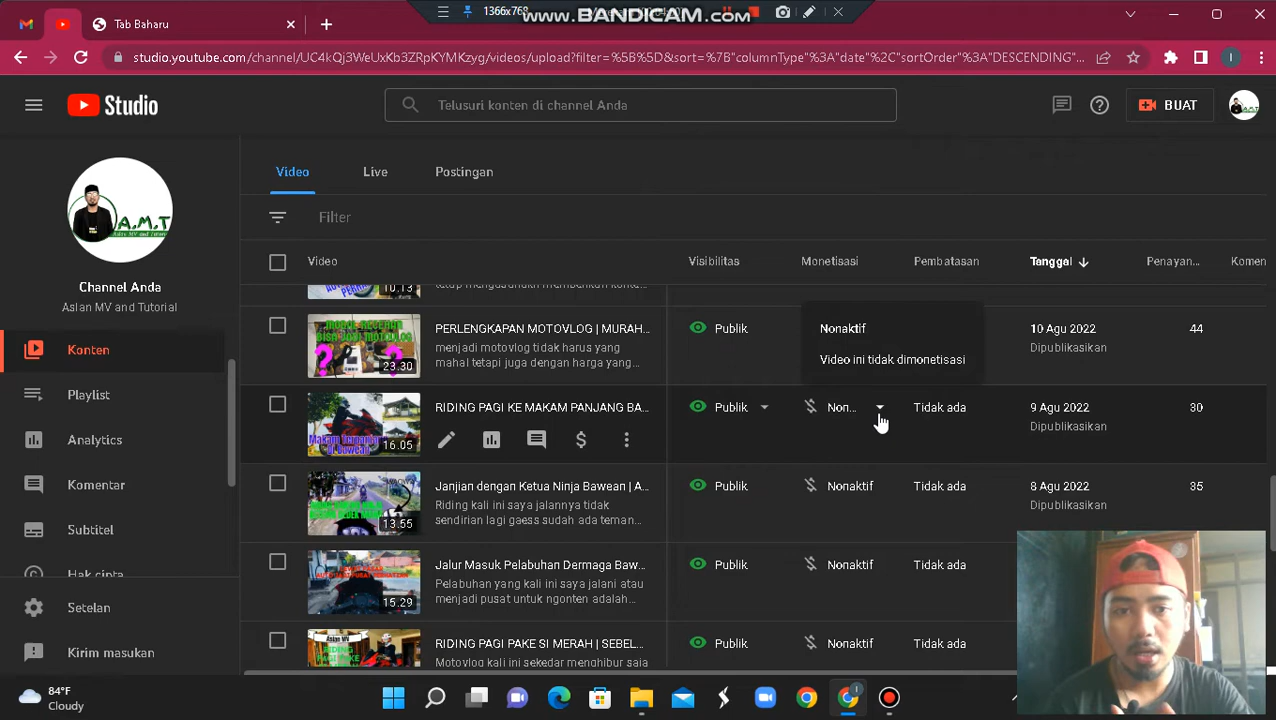 1366x768
www.BANDICAM.com
Tab Baharu
studio.youtube.com/channel/UC4kQj3WeUxKb3ZRpKYMKzyg/videos/upload?filter=%5B%5D&sort=%7B"columnType"%3A"date"%2C"sortOrder"%3A"DESCENDING"...
Studio
Telusuri konten di channel Anda
BUAT
Video Live Postingan
Filter
Video Visibilitas Monetisasi Pembatasan Tanggal Penayan... Komen
A.M.T
Channel Anda
Aslan MV and Tutorial
Konten
Playlist
Analytics
Komentar
Subtitel
Hak cipta
Setelan
Kirim masukan
10.13
PERLENGKAPAN MOTOVLOG | MURAH... Publik Nonaktif 10 Agu 2022 44
menjadi motovlog tidak harus yang Dipublikasikan
mahal tetapi juga dengan harga yang... Video ini tidak dimonetisasi
23.30
RIDING PAGI KE MAKAM PANJANG BA... Publik Non... Tidak ada 9 Agu 2022 30
Dipublikasikan
16.05
Janjian dengan Ketua Ninja Bawean | A... Publik Nonaktif Tidak ada 8 Agu 2022 35
Riding kali ini saya jalannya tidak Dipublikasikan
sendirian lagi gaess sudah ada teman...
13.55
Jalur Masuk Pelabuhan Dermaga Baw... Publik Nonaktif Tidak ada
Pelabuhan yang kali ini saya jalani atau
menjadi pusat untuk ngonten adalah...
15.29
RIDING PAGI PAKE SI MERAH | SEBEL... Publik Nonaktif Tidak ada
Motovlog kali ini sekedar menghibur saja
Aslan MV
RIDING
84°F
Cloudy